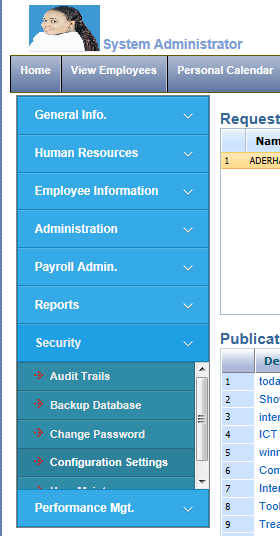 System Administrator
Home View Employees Personal Calendar
General Info.
Human Resources
Employee Information
Administration
Payroll Admin.
Reports
Security
Audit Trails
Backup Database
Change Password
Configuration Settings
Performance Mgt.
Request
Nam
1 ADERHA
Publicat
De
1 toda
2 Sho
3 inter
4 ICT
5 winn
6 Com
7 Inter
8 Tool
9 Trea